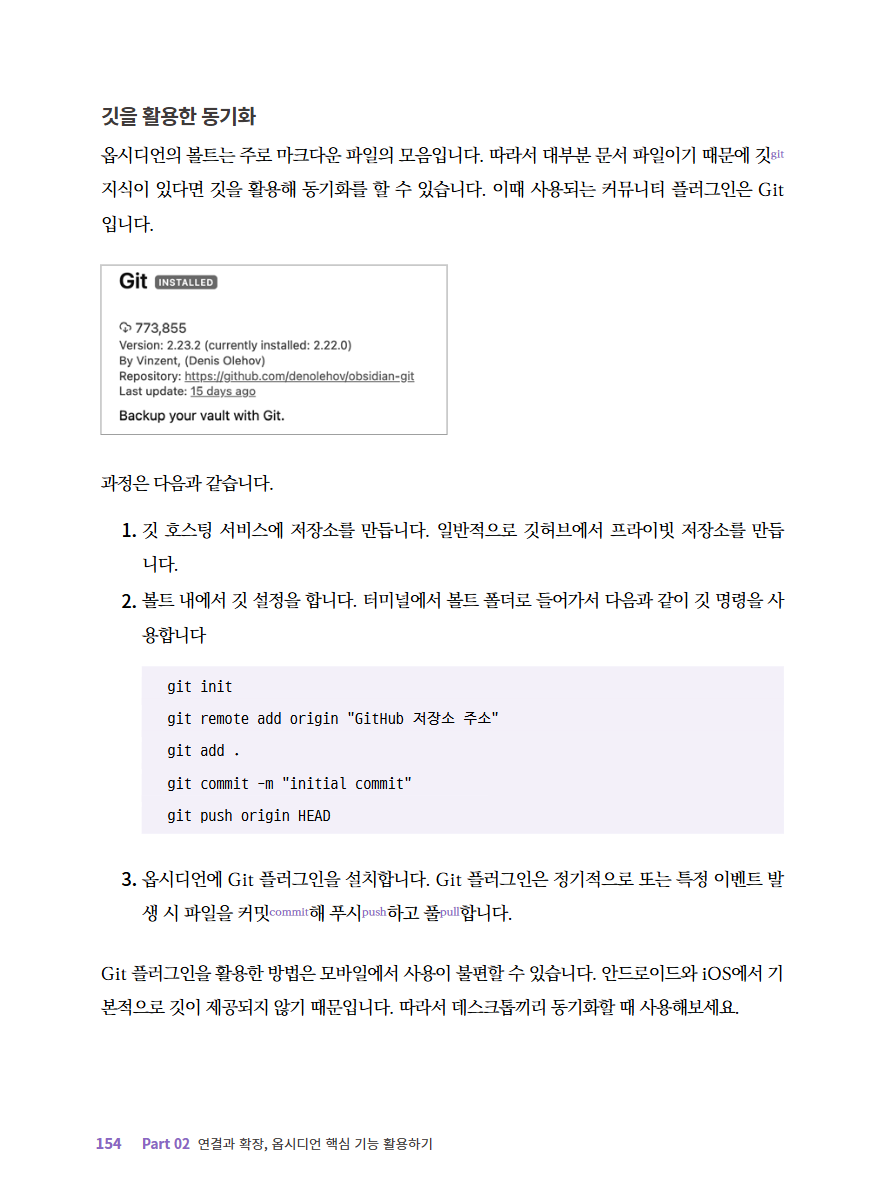 깃을 활용한 동기화
옵시디언의 볼트는 주로 마크다운 파일의 모음입니다. 따라서 대부분 문서 파일이기 때문에 깃git
지식이 있다면 깃을 활용해 동기화를 할 수 있습니다. 이때 사용되는 커뮤니티 플러그인은 Git
입니다.
Git INSTALLED
773,855
Version: 2.23.2 (currently installed: 2.22.0)
By Vinzent, (Denis Olehov)
Repository: https://github.com/denolehov/obsidian-git
Last update: 15 days ago
Backup your vault with Git.
과정은 다음과 같습니다.
1. 깃 호스팅 서비스에 저장소를 만듭니다. 일반적으로 깃허브에서 프라이빗 저장소를 만듭
니다.
2. 볼트 내에서 깃 설정을 합니다. 터미널에서 볼트 폴더로 들어가서 다음과 같이 깃 명령을 사
용합니다
git init
git remote add origin "GitHub 저장소 주소"
git add .
git commit -m "initial commit"
git push origin HEAD
3. 옵시디언에 Git 플러그인을 설치합니다. Git 플러그인은 정기적으로 또는 특정 이벤트 발
생 시 파일을 커밋commit해 푸시push하고 풀pull합니다.
Git 플러그인을 활용한 방법은 모바일에서 사용이 불편할 수 있습니다. 안드로이드와 iOS에서 기
본적으로 깃이 제공되지 않기 때문입니다. 따라서 데스크톱끼리 동기화할 때 사용해보세요.
154 Part 02 연결과 확장, 옵시디언 핵심 기능 활용하기